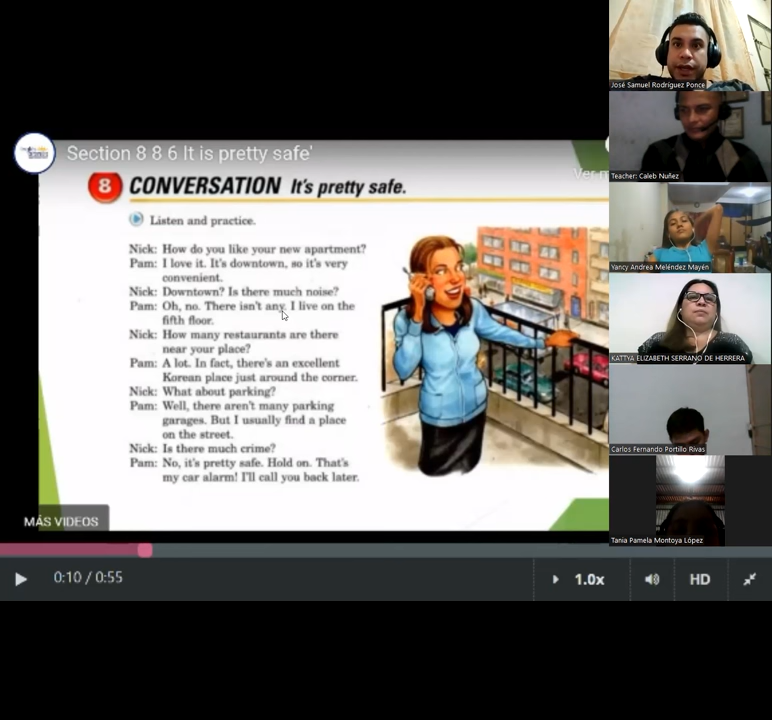 Section 8 8 6 It is pretty safe'
8 CONVERSATION It's pretty safe.
Listen and practice.
Nick: How do you like your new apartment?
Pam: I love it. It's downtown, so it's very
convenient.
Nick: Downtown? Is there much noise?
Pam: Oh, no. There isn't any. I live on the
fifth floor.
Nick: How many restaurants are there
near your place?
Pam: A lot. In fact, there's an excellent
Korean place just around the corner.
Nick: What about parking?
Pam: Well, there aren't many parking
garages. But I usually find a place
on the street.
Nick: Is there much crime?
Pam: No, it's pretty safe. Hold on. That's
my car alarm! I'll call you back later.
MÁS VIDEOS
0:10 / 0:55
1.0x
HD
José Samuel Rodríguez Ponce
Teacher: Caleb Nuñez
Yancy Andrea Meléndez Mayén
KATTYA ELIZABETH SERRANO DE HERRERA
Carlos Fernando Portillo Rivas
Tania Pamela Montoya López